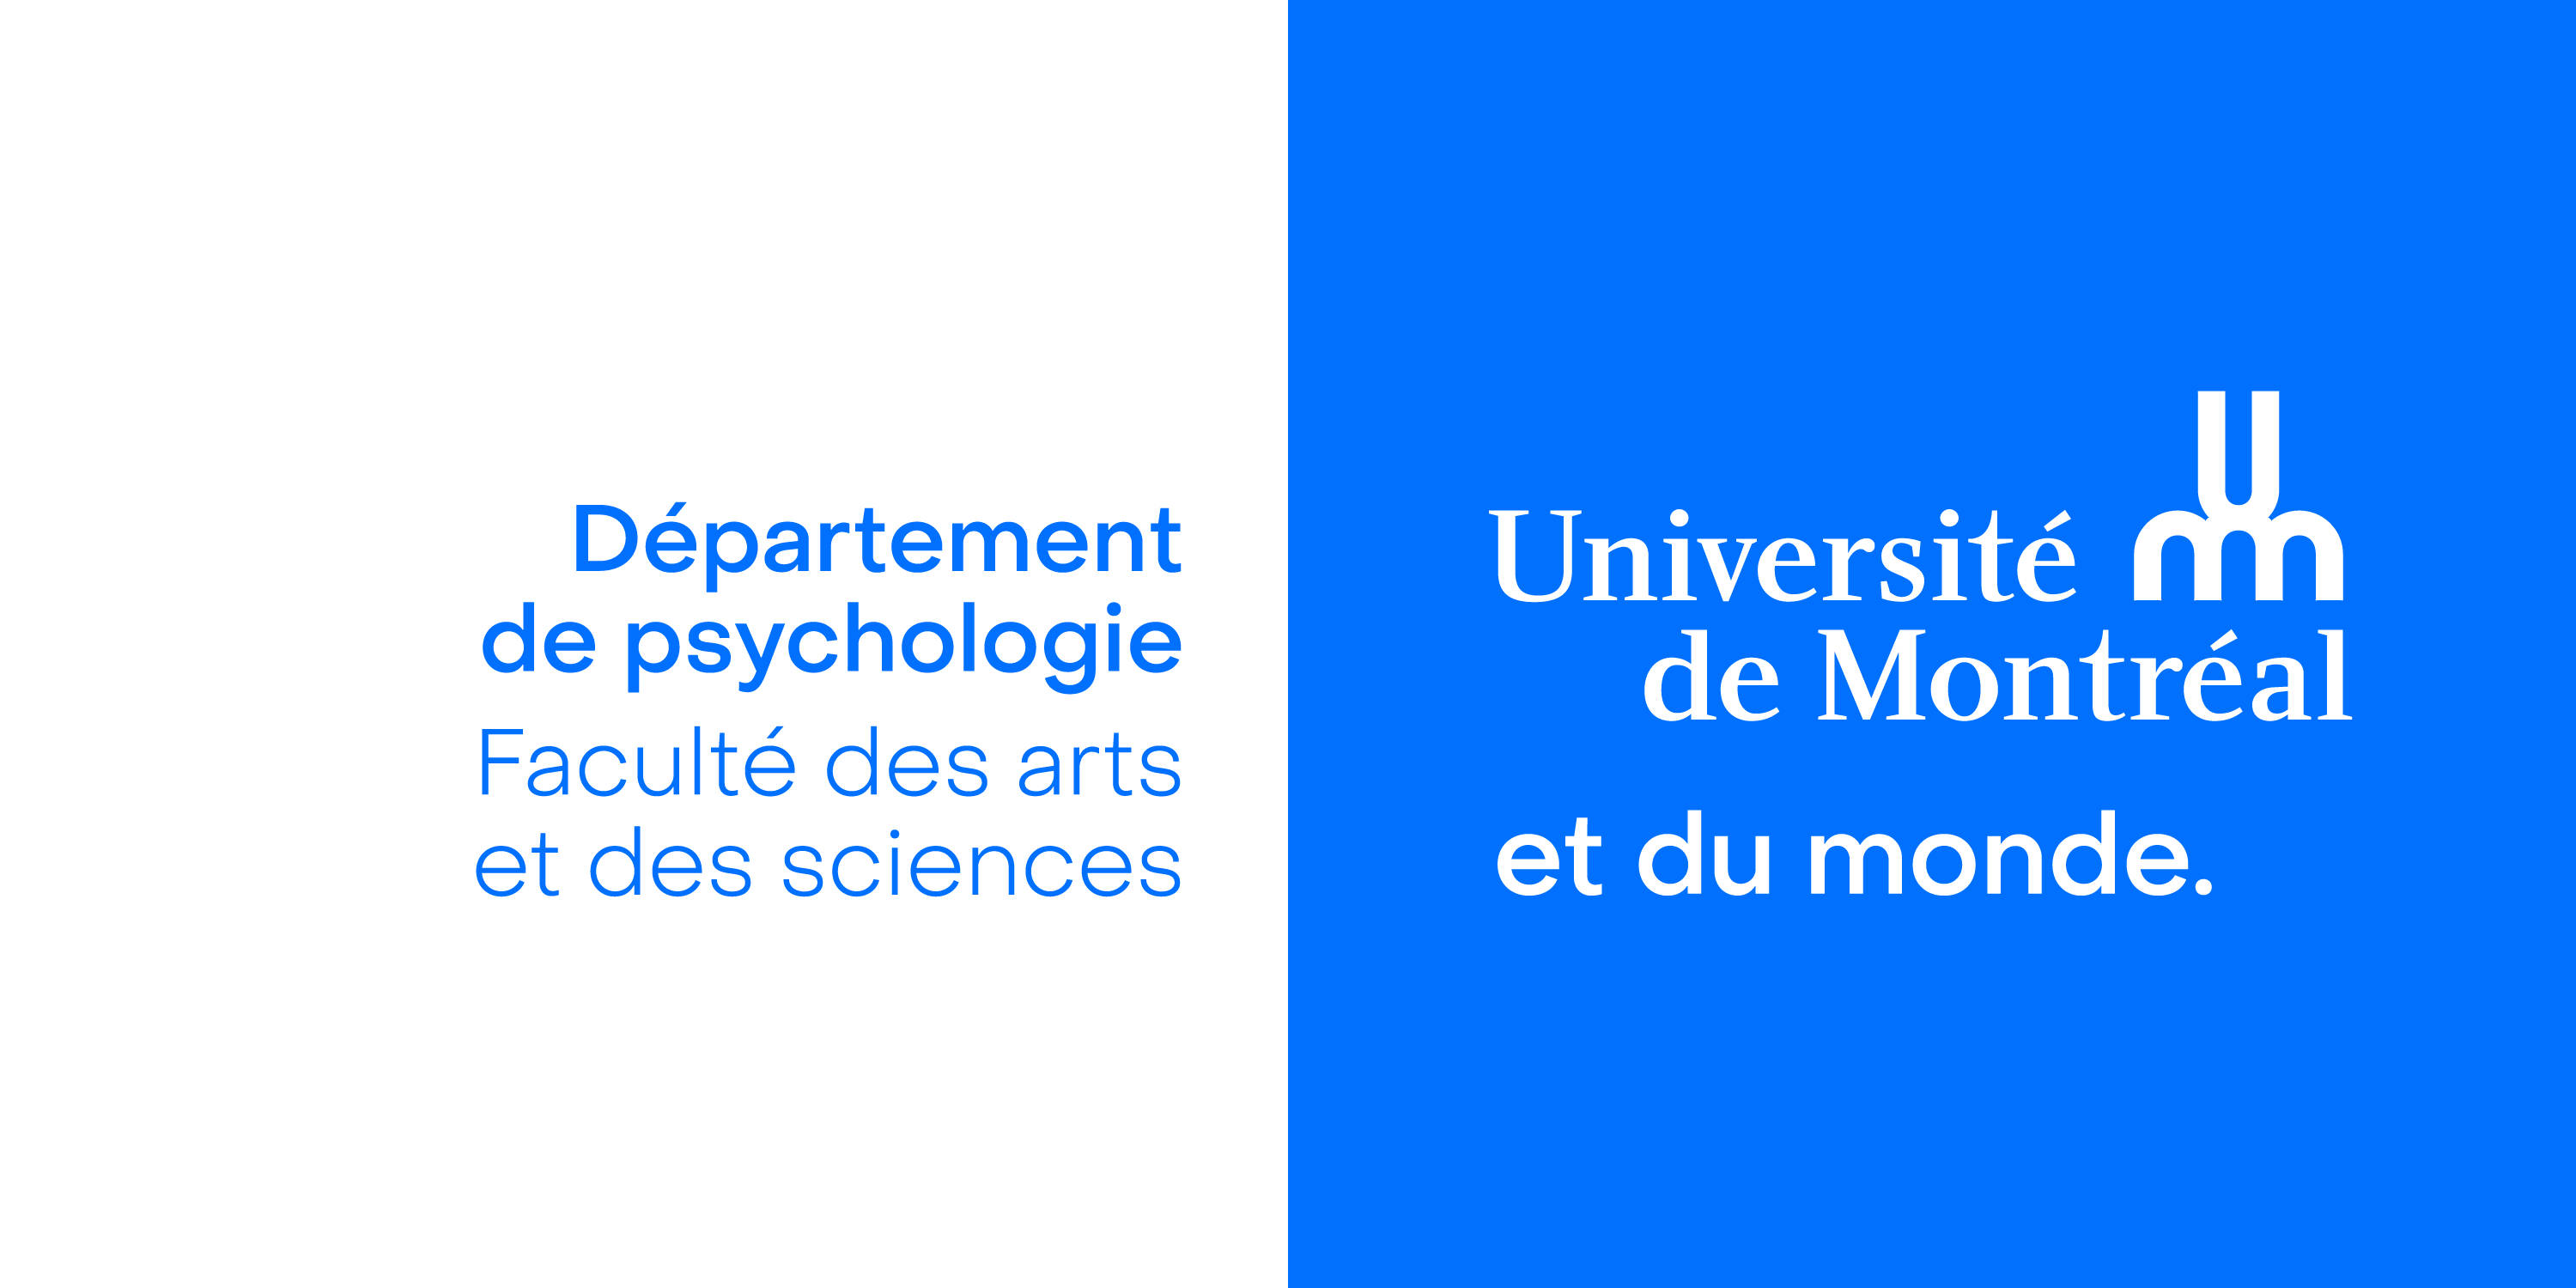 Département
de psychologie
Faculté des arts
et des sciences
Université
de Montréal
et du monde.